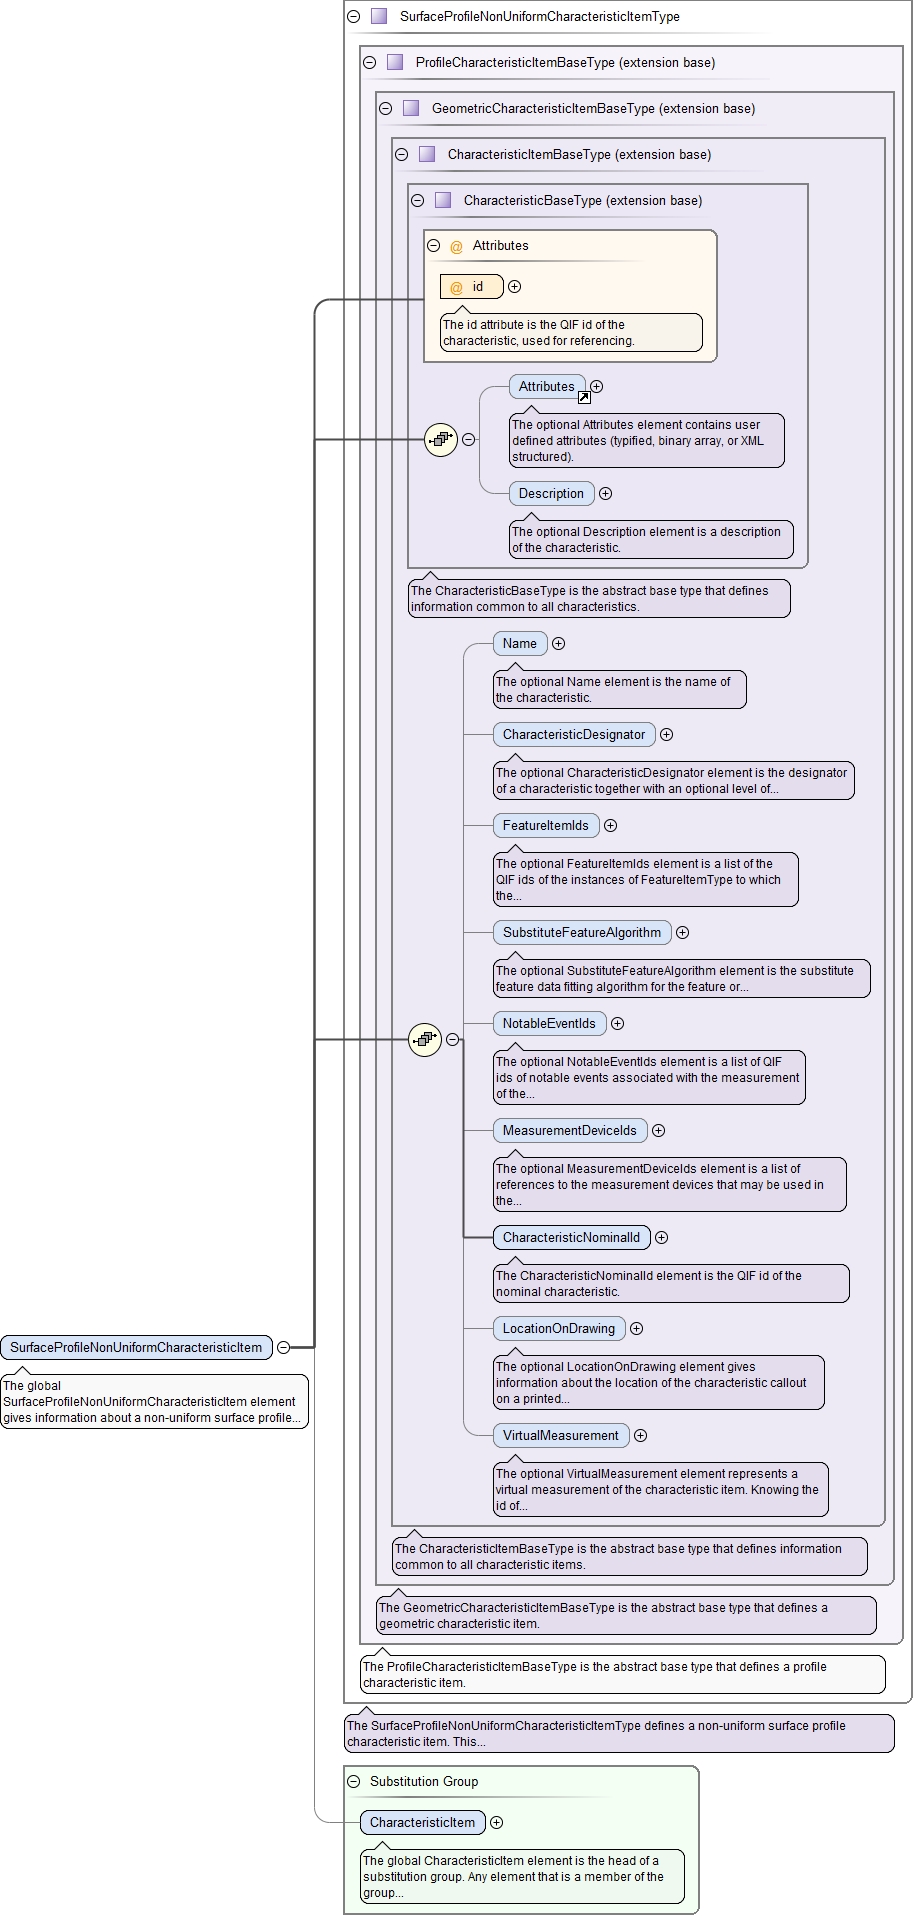 SurfaceProfileNonUniformCharacteristicItemType
ProfileCharacteristicItemBaseType (extension base)
GeometricCharacteristicItemBaseType (extension base)
CharacteristicItemBaseType (extension base)
CharacteristicBaseType (extension base)
@ Attributes
@ id
The id attribute is the QIF id of the
characteristic, used for referencing.
Attributes
The optional Attributes element contains user
defined attributes (typified, binary array, or XML
structured).
Description
The optional Description element is a description
of the characteristic.
The CharacteristicBaseType is the abstract base type that defines
information common to all characteristics.
Name
The optional Name element is the name of
the characteristic.
CharacteristicDesignator
The optional CharacteristicDesignator element is the designator
of a characteristic together with an optional level of...
FeatureItemIds
The optional FeatureItemIds element is a list of the
QIF ids of the instances of FeatureItemType to which
the...
SubstituteFeatureAlgorithm
The optional SubstituteFeatureAlgorithm element is the substitute
feature data fitting algorithm for the feature or...
NotableEventIds
The optional NotableEventIds element is a list of QIF
ids of notable events associated with the measurement
of the...
MeasurementDeviceIds
The optional MeasurementDeviceIds element is a list of
references to the measurement devices that may be used in
the...
CharacteristicNominalId
The CharacteristicNominalId element is the QIF id of the
nominal characteristic.
LocationOnDrawing
The optional LocationOnDrawing element gives
information about the location of the characteristic callout
on a printed...
VirtualMeasurement
The optional VirtualMeasurement element represents a
virtual measurement of the characteristic item. Knowing the
id of...
The CharacteristicItemBaseType is the abstract base type that defines information
common to all characteristic items.
The GeometricCharacteristicItemBaseType is the abstract base type that defines a
geometric characteristic item.
The ProfileCharacteristicItemBaseType is the abstract base type that defines a profile
characteristic item.
The SurfaceProfileNonUniformCharacteristicItemType defines a non-uniform surface profile
characteristic item. This...
SurfaceProfileNonUniformCharacteristicItem
The global
SurfaceProfileNonUniformCharacteristicItem element
gives information about a non-uniform surface profile...
Substitution Group
CharacteristicItem
The global CharacteristicItem element is the head of a
substitution group. Any element that is a member of the
group...